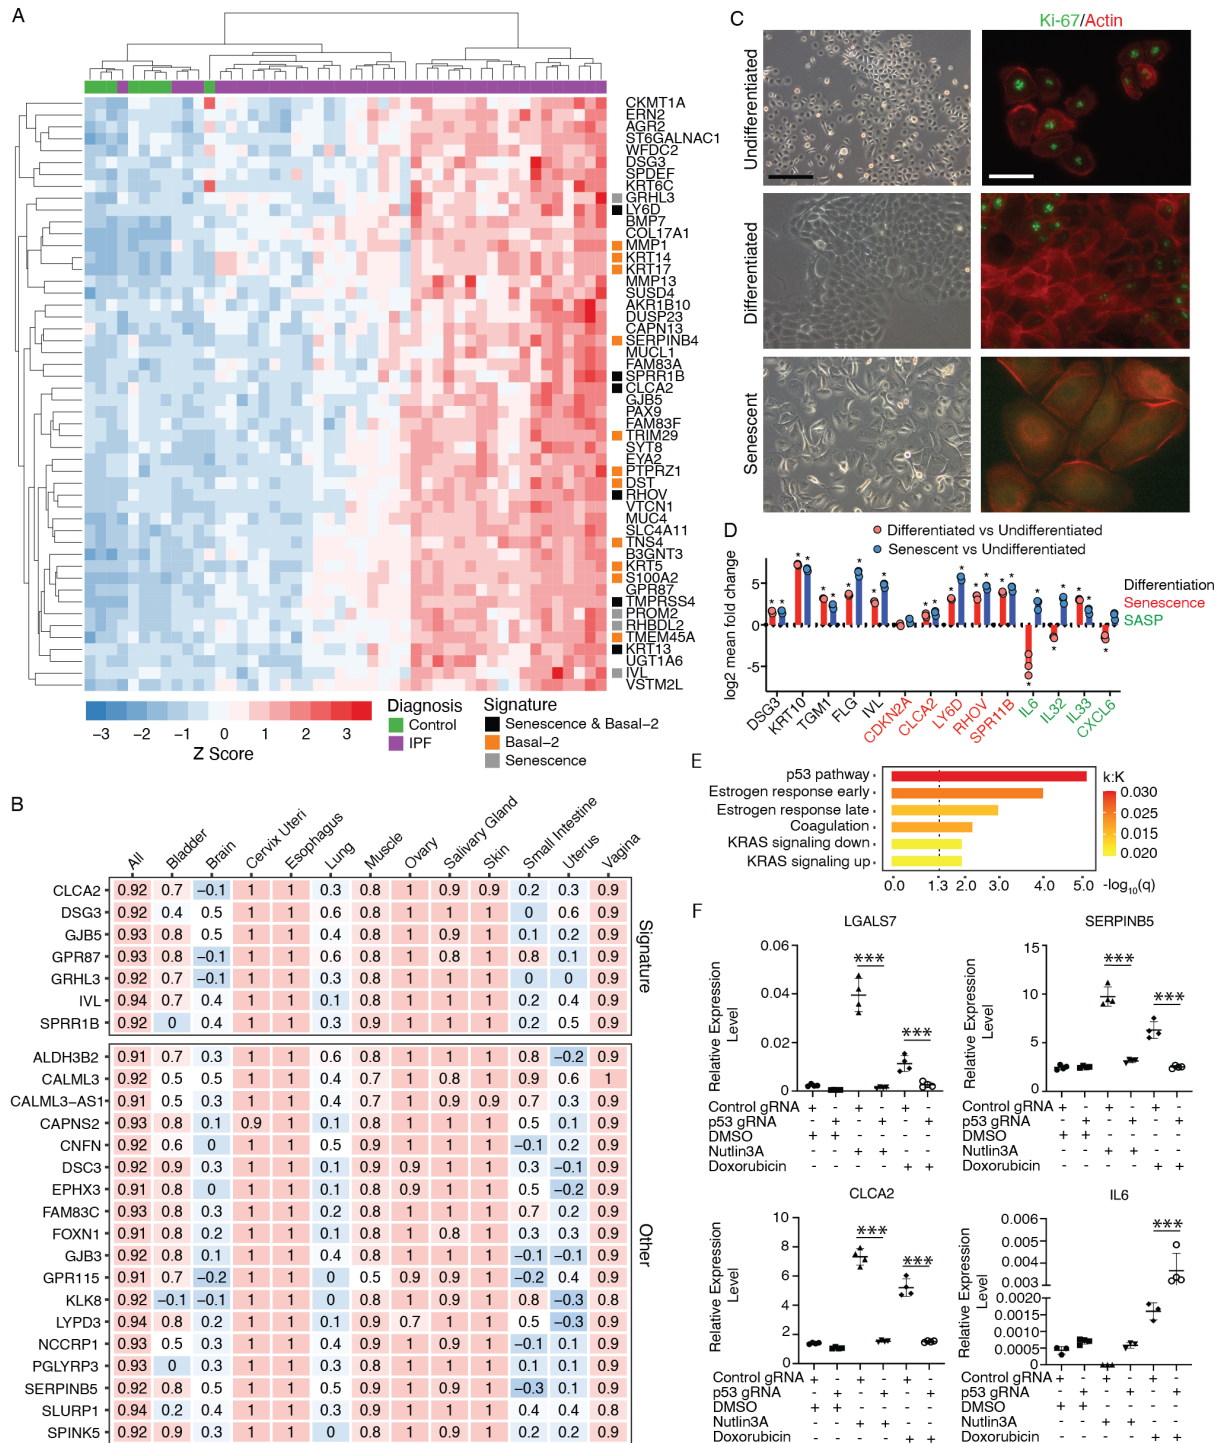 A
CKMT1A
ERN2
AGR2
ST6GALNAC1
WFDC2
DSG3
SPDEF
KRT6C
GRHL3
LY6D
BMP7
COL17A1
MMP1
KRT14
KRT17
MMP13
SUSD4
AKR1B10
DUSP23
CAPN13
SERPINB4
MUCL1
FAM83A
SPRR1B
CLCA2
GJB5
PAX9
FAM83F
TRIM29
SYT8
EYA2
PTPRZ1
DST
RHOV
VTCN1
MUC4
SLC4A11
TNS4
B3GNT3
KRT5
S100A2
GPR87
TMPRSS4
PROM2
RHBDL2
TMEM45A
KRT13
UGT1A6
IVL
VSTM2L
−3 −2 −1 0 1 2 3
Z Score
Diagnosis
Control
IPF
Signature
Senescence & Basal−2
Basal−2
Senescence
B
All Bladder Brain Cervix Uteri Esophagus Lung Muscle Ovary Salivary Gland Skin Small Intestine Uterus Vagina
CLCA2 0.92 0.7 −0.1 1 1 0.3 0.8 1 0.9 0.9 0.2 0.3 0.9
DSG3 0.92 0.4 0.5 1 1 0.6 0.8 1 1 1 0 0.6 0.9
GJB5 0.93 0.8 0.5 1 1 0.4 0.8 1 0.9 1 0.1 0.2 0.9
GPR87 0.93 0.8 −0.1 1 1 0.6 0.8 1 0.8 1 0.8 0.1 0.9
GRHL3 0.92 0.7 −0.1 1 1 0.3 0.8 1 1 1 0 0 0.9
IVL 0.94 0.7 0.4 1 1 0.1 0.8 1 1 1 0.2 0.4 0.9
SPRR1B 0.92 0 0.4 1 1 0.3 0.9 1 1 1 0.2 0.5 0.9
Signature
ALDH3B2 0.91 0.7 0.3 1 1 0.6 0.8 1 1 1 0.8 −0.2 0.9
CALML3 0.92 0.5 0.5 1 1 0.4 0.7 1 0.8 1 0.9 0.6 1
CALML3−AS1 0.91 0.5 0.3 1 1 0.4 0.7 1 0.9 0.9 0.7 0.3 0.9
CAPNS2 0.93 0.8 0.1 0.9 1 0.1 0.8 1 1 1 0.5 0.1 0.9
CNFN 0.92 0.6 0 1 1 0.5 0.9 1 1 1 −0.1 0.2 0.9
DSC3 0.92 0.9 0.3 1 1 0.1 0.9 0.9 1 1 0.3 −0.1 0.9
EPHX3 0.91 0.8 0 1 1 0.1 0.8 0.9 1 1 0.5 −0.2 0.9
FAM83C 0.93 0.8 0.3 1 1 0.2 0.8 1 1 1 0.7 0.2 0.9
FOXN1 0.91 0.8 0.2 1 1 0.1 0.8 1 0.8 1 0.3 0.3 0.9
GJB3 0.92 0.8 0.1 1 1 0.4 0.8 1 1 1 −0.1 −0.1 0.9
GPR115 0.91 0.7 −0.2 1 1 0 0.5 0.9 0.9 1 −0.2 0.4 0.9
KLK8 0.92 −0.1 −0.1 1 1 0 0.8 1 0.9 1 0.8 −0.3 0.8
LYPD3 0.94 0.8 0.2 1 1 0.1 0.9 0.7 1 1 0.5 −0.3 0.9
NCCRP1 0.93 0.5 0.3 1 1 0.4 0.9 1 0.9 1 −0.1 0.1 0.9
PGLYRP3 0.93 0 0.3 1 1 0.3 0.8 1 1 1 0.1 0.1 0.9
SERPINB5 0.92 0.8 0.5 1 1 0.5 0.9 1 0.9 1 −0.3 0.1 0.9
SLURP1 0.94 0.2 0.4 1 1 0.3 0.9 1 1 1 0.4 0.4 0.8
SPINK5 0.92 0.9 0.3 1 1 0 0.8 1 0.9 1 0.2 0.2 0.9
Other
C
Ki-67/Actin
Undifferentiated
Differentiated
Senescent
D
Differentiated vs Undifferentiated
Senescent vs Undifferentiated
log2 mean fold change
5
0
-5
* * * * * * * * * * * * * * * * * * * * * * * *
DSG3 KRT10 TGM1 FLG IVL CDKN2A CLCA2 LY6D RHOV SPR11B IL6 IL32 IL33 CXCL6
Differentiation
Senescence
SASP
E
p53 pathway
Estrogen response early
Estrogen response late
Coagulation
KRAS signaling down
KRAS signaling up
0.0 1.3 2.0 3.0 4.0 5.0 -log10(q)
k:K
0.030
0.015
0.020
F
LGALS7
Relative Expression Level
0.06
0.04
0.02
0
*** ***
Control gRNA + - + - + -
p53 gRNA - + - + - +
DMSO + + - - - -
Nutlin3A - - + + - -
Doxorubicin - - - - + +
SERPINB5
Relative Expression Level
15
10
5
0
*** ***
Control gRNA + - + - + -
p53 gRNA - + - + - +
DMSO + + - - - -
Nutlin3A - - + + - -
Doxorubicin - - - - + +
CLCA2
Relative Expression Level
10
8
6
4
2
0
*** ***
Control gRNA + - + - + -
p53 gRNA - + - + - +
DMSO + + - - - -
Nutlin3A - - + + - -
Doxorubicin - - - - + +
IL6
Relative Expression Level
0.006
0.005
0.004
0.003
0.0020
0.0015
0.0010
0.0005
0
***
Control gRNA + - + - + -
p53 gRNA - + - + - +
DMSO + + - - - -
Nutlin3A - - + + - -
Doxorubicin - - - - + +